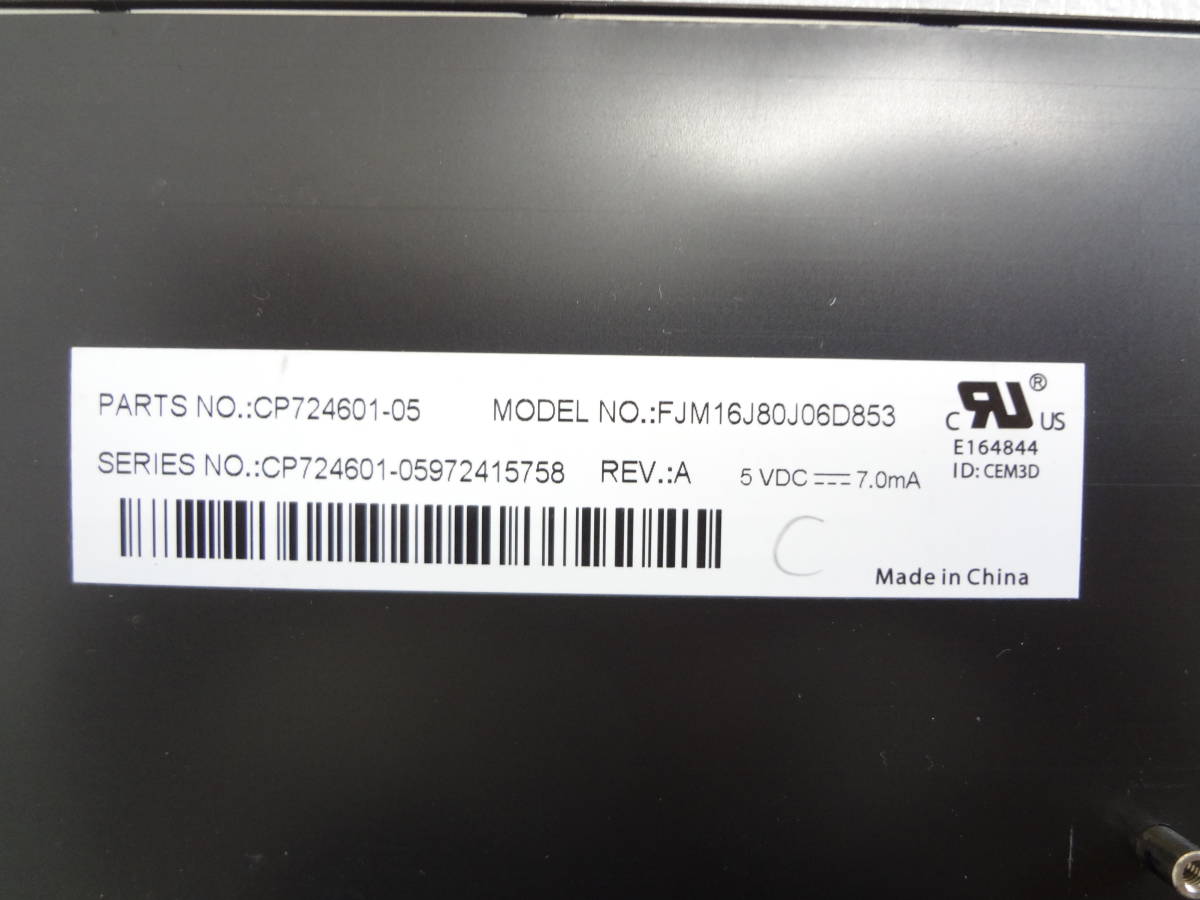 PARTS NO.:CP724601-05 MODEL NO.:FJM16J80J06D853
SERIES NO.:CP724601-05972415758 REV.:A 5 VDC ⎓ 7.0mA
C RU® US
E164844
ID: CEM3D
C
Made in China